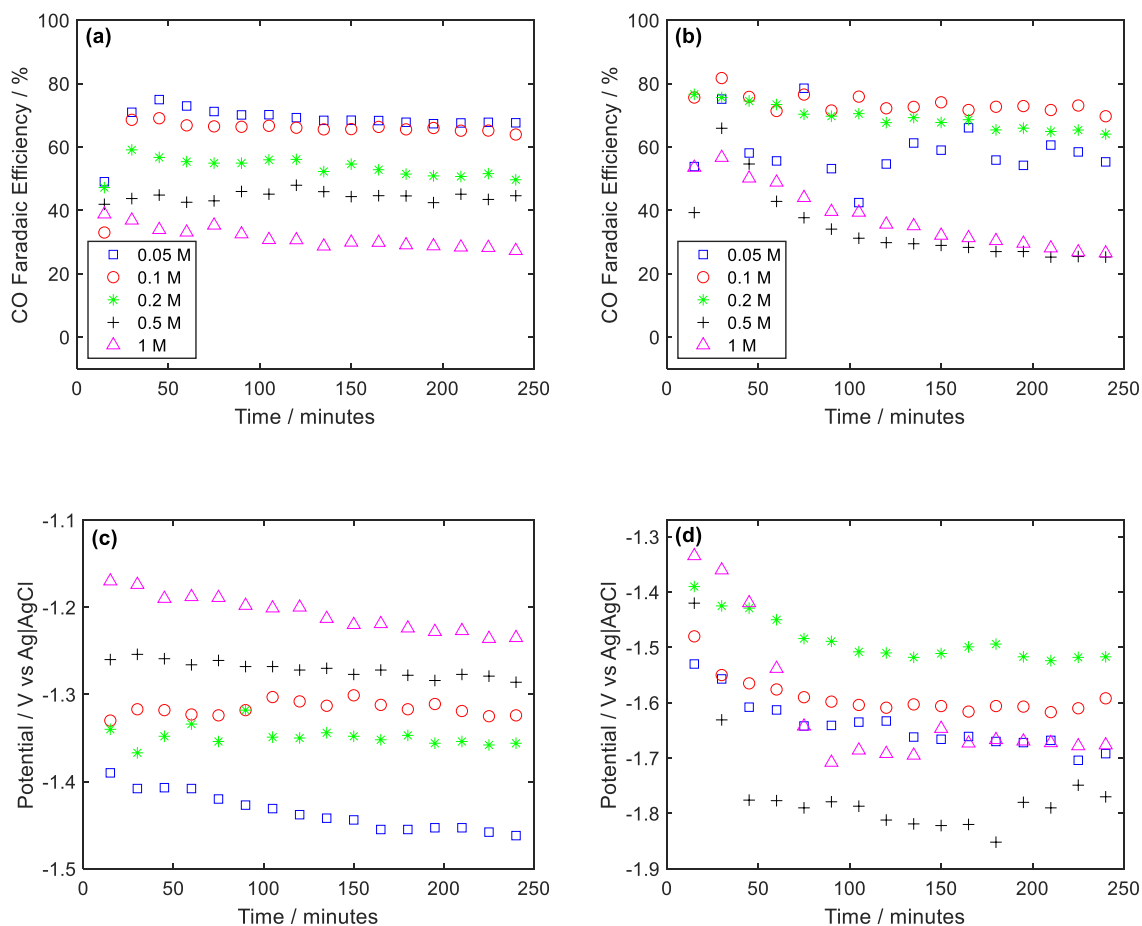 (a)
100
80
60
40
20
0
CO Faradaic Efficiency / %
0.05 M
0.1 M
0.2 M
0.5 M
1 M
0
50
100
150
200
250
Time / minutes
(b)
100
80
60
40
20
0
CO Faradaic Efficiency / %
0.05 M
0.1 M
0.2 M
0.5 M
1 M
0
50
100
150
200
250
Time / minutes
(c)
-1.1
-1.2
-1.3
-1.4
-1.5
Potential / V vs Ag|AgCl
0
50
100
150
200
250
Time / minutes
(d)
-1.3
-1.4
-1.5
-1.6
-1.7
-1.8
-1.9
Potential / V vs Ag|AgCl
0
50
100
150
200
250
Time / minutes